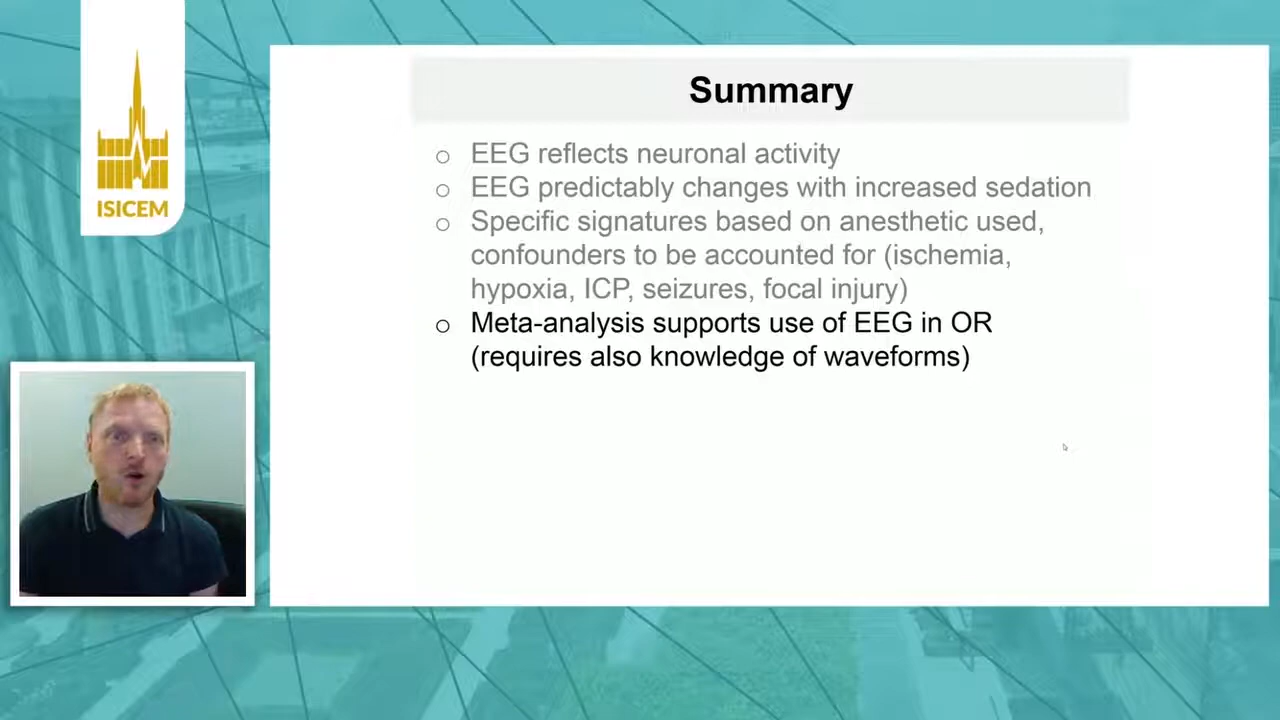 ISICEM
Summary
o EEG reflects neuronal activity
o EEG predictably changes with increased sedation
o Specific signatures based on anesthetic used,
confounders to be accounted for (ischemia,
hypoxia, ICP, seizures, focal injury)
o Meta-analysis supports use of EEG in OR
(requires also knowledge of waveforms)